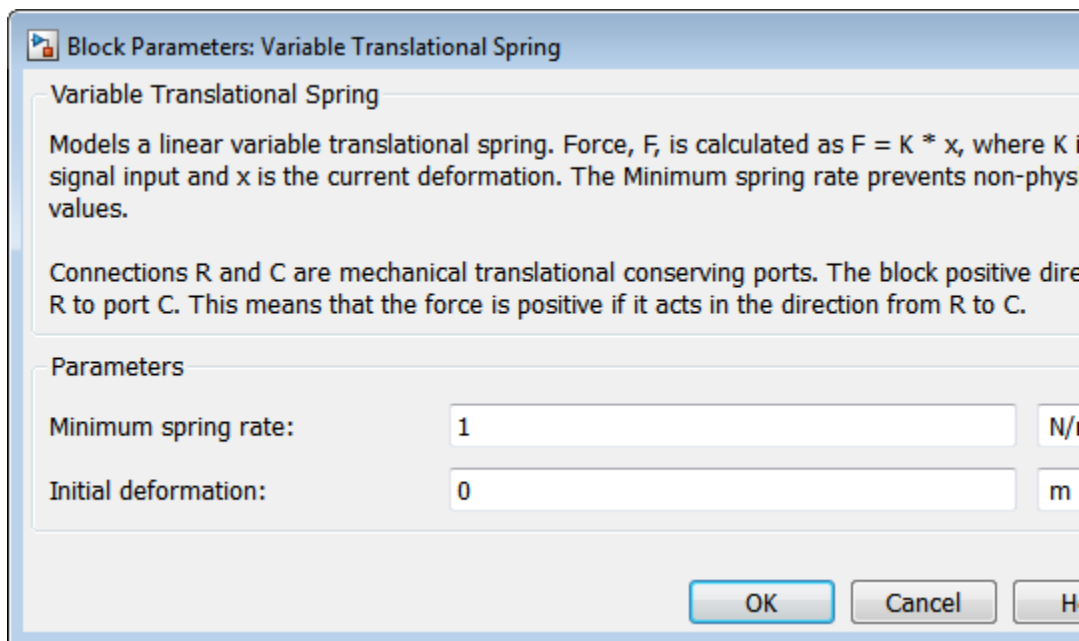 Block Parameters: Variable Translational Spring
Variable Translational Spring
Models a linear variable translational spring. Force, F, is calculated as F = K * x, where K
signal input and x is the current deformation. The Minimum spring rate prevents
values.
Connections R and C are mechanical translational conserving ports. The block positive
R to port C. This means that the force is positive if it acts in the direction from R to C.
Parameters
Minimum spring rate:
1
Initial deformation:
0
m
OK
Cancel